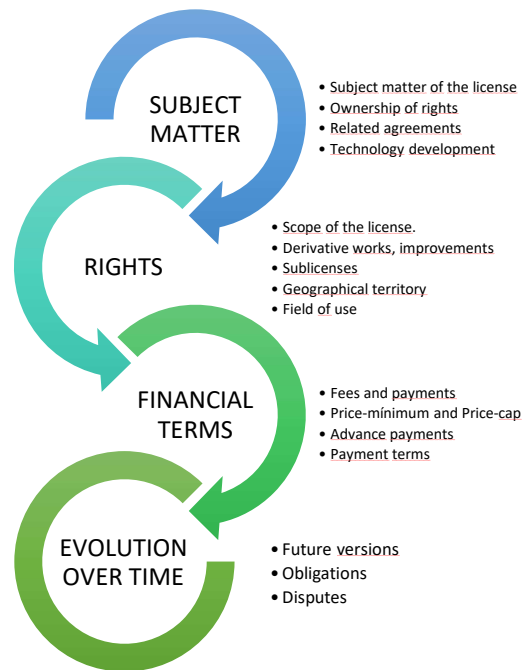 SUBJECT
MATTER
• Subject matter of the license
• Ownership of rights
• Related agreements
• Technology development
RIGHTS
• Scope of the license.
• Derivative works, improvements
• Sublicenses
• Geographical territory
• Field of use
FINANCIAL
TERMS
• Fees and payments
• Price-mínimum and Price-cap
• Advance payments
• Payment terms
EVOLUTION
OVER TIME
• Future versions
• Obligations
• Disputes